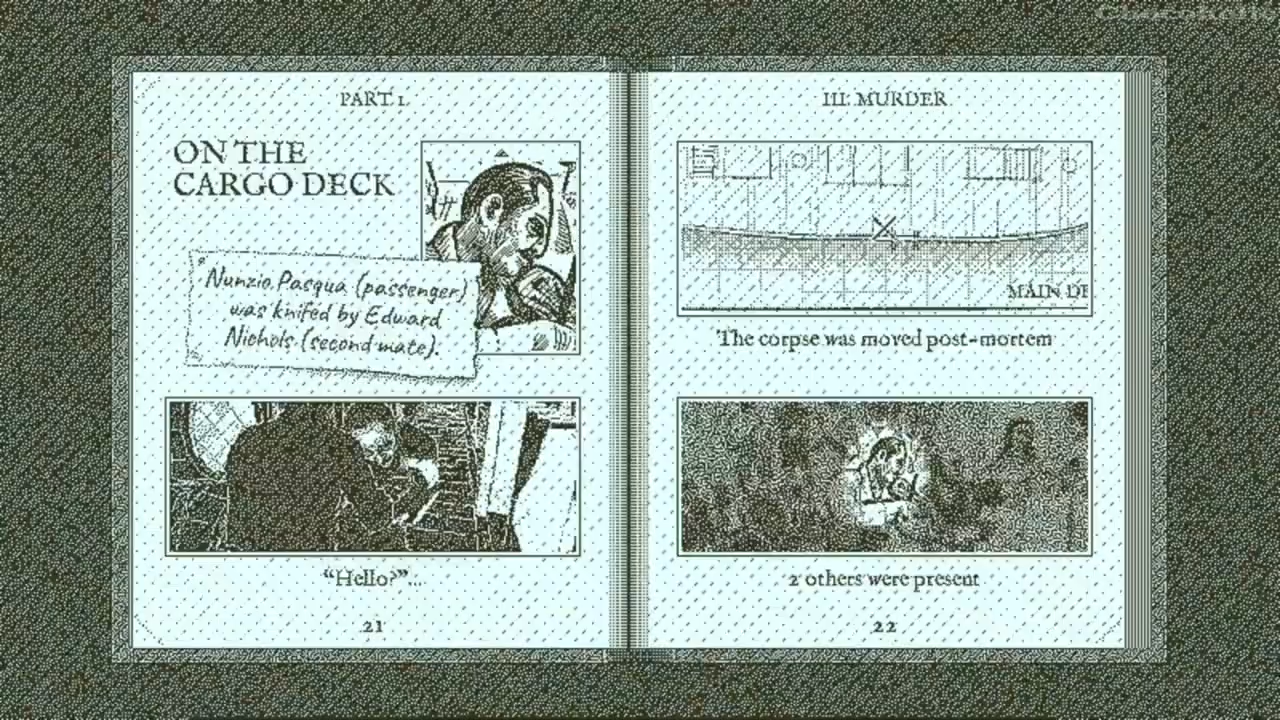 PART 1
ON THE
CARGO DECK
Nunzio Pasqua (passenger)
was knifed by Edward
Nichols (second mate).
"Hello?"...
21
III: MURDER
MAIN DE
The corpse was moved post-mortem
2 others were present
22